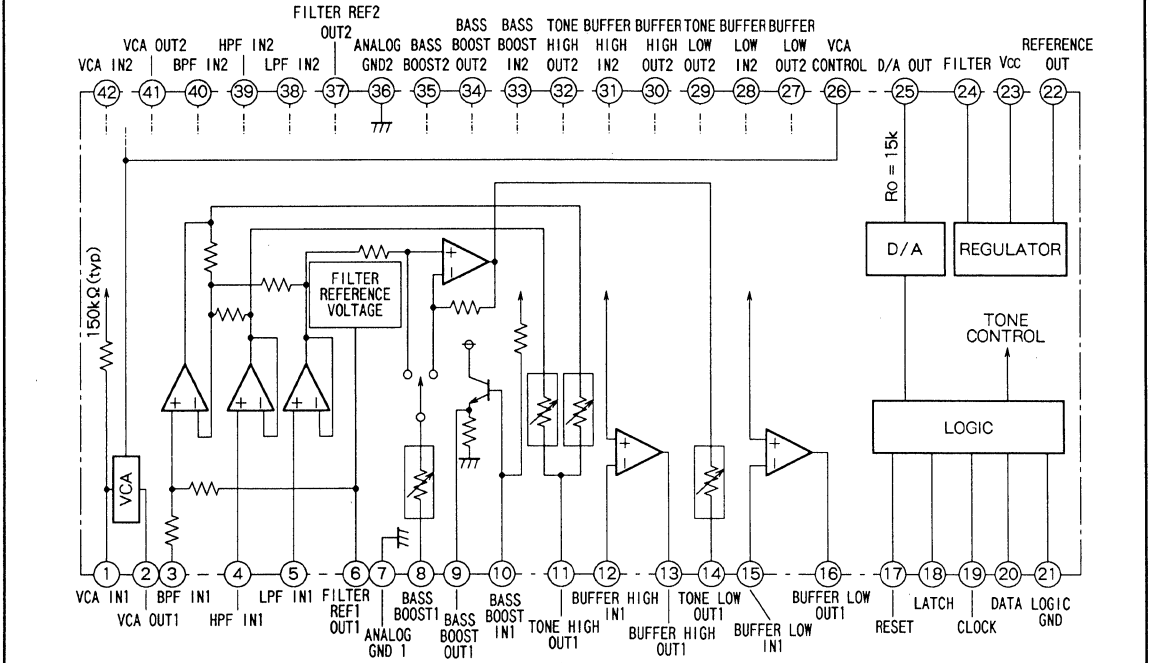 FILTER REF2
OUT2
VCA IN2
VCA OUT2
BPF IN2
HPF IN2
LPF IN2
ANALOG
GND2
BASS
BOOST2
BASS
BOOST
OUT2
BASS
BOOST
IN2
TONE
HIGH
OUT2
BUFFER
HIGH
IN2
BUFFER
HIGH
OUT2
TONE
LOW
OUT2
BUFFER
LOW
IN2
BUFFER
LOW
OUT2
VCA
CONTROL
D/A OUT
FILTER
VCC
REFERENCE
OUT
42 41 40 39 38 37 36 35 34 33 32 31 30 29 28 27 26 25 24 23 22
Ro = 15k
150kΩ(typ)
D/A
REGULATOR
FILTER
REFERENCE
VOLTAGE
+
−
TONE
CONTROL
+ −
+ −
+ −
LOGIC
+
−
+
−
VCA
1 2 3 4 5 6 7 8 9 10 11 12 13 14 15 16 17 18 19 20 21
VCA IN1
VCA OUT1
BPF IN1
HPF IN1
LPF IN1
FILTER
REF1
OUT1
ANALOG
GND 1
BASS
BOOST1
BASS
BOOST
OUT1
BASS
BOOST
IN1
TONE HIGH
OUT1
BUFFER HIGH
IN1
BUFFER HIGH
OUT1
TONE LOW
OUT1
BUFFER LOW
IN1
BUFFER LOW
OUT1
RESET
LATCH
CLOCK
DATA
LOGIC
GND